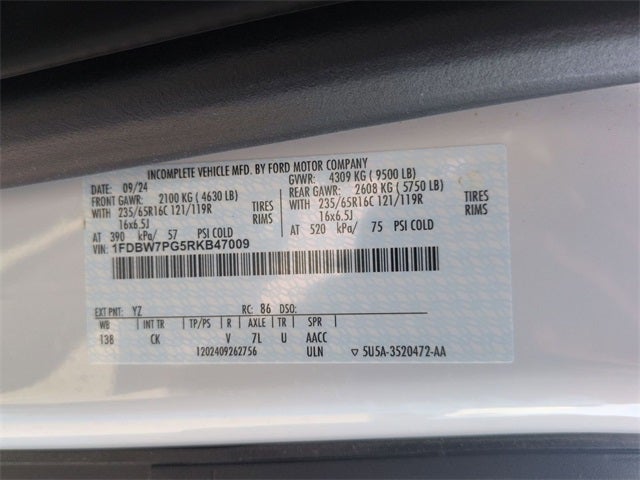 INCOMPLETE VEHICLE MFD. BY FORD MOTOR COMPANY
DATE: 09/24 GVWR: 4309 KG ( 9500 LB)
FRONT GAWR: 2100 KG ( 4630 LB) REAR GAWR: 2608 KG ( 5750 LB)
WITH 235/65R16C 121/119R TIRES WITH 235/65R16C 121/119R TIRES
16x6.5J RIMS 16x6.5J RIMS
AT 390 kPa/ 57 PSI COLD AT 520 kPa/ 75 PSI COLD
VIN: 1FDBW7PG5RKB47009
EXT PNT: YZ RC: 86 DSO:
WB INT TR TP/PS R AXLE TR SPR
138 CK V 7L U AACC
1202409262756 ULN ▽ 5U5A-3520472-AA